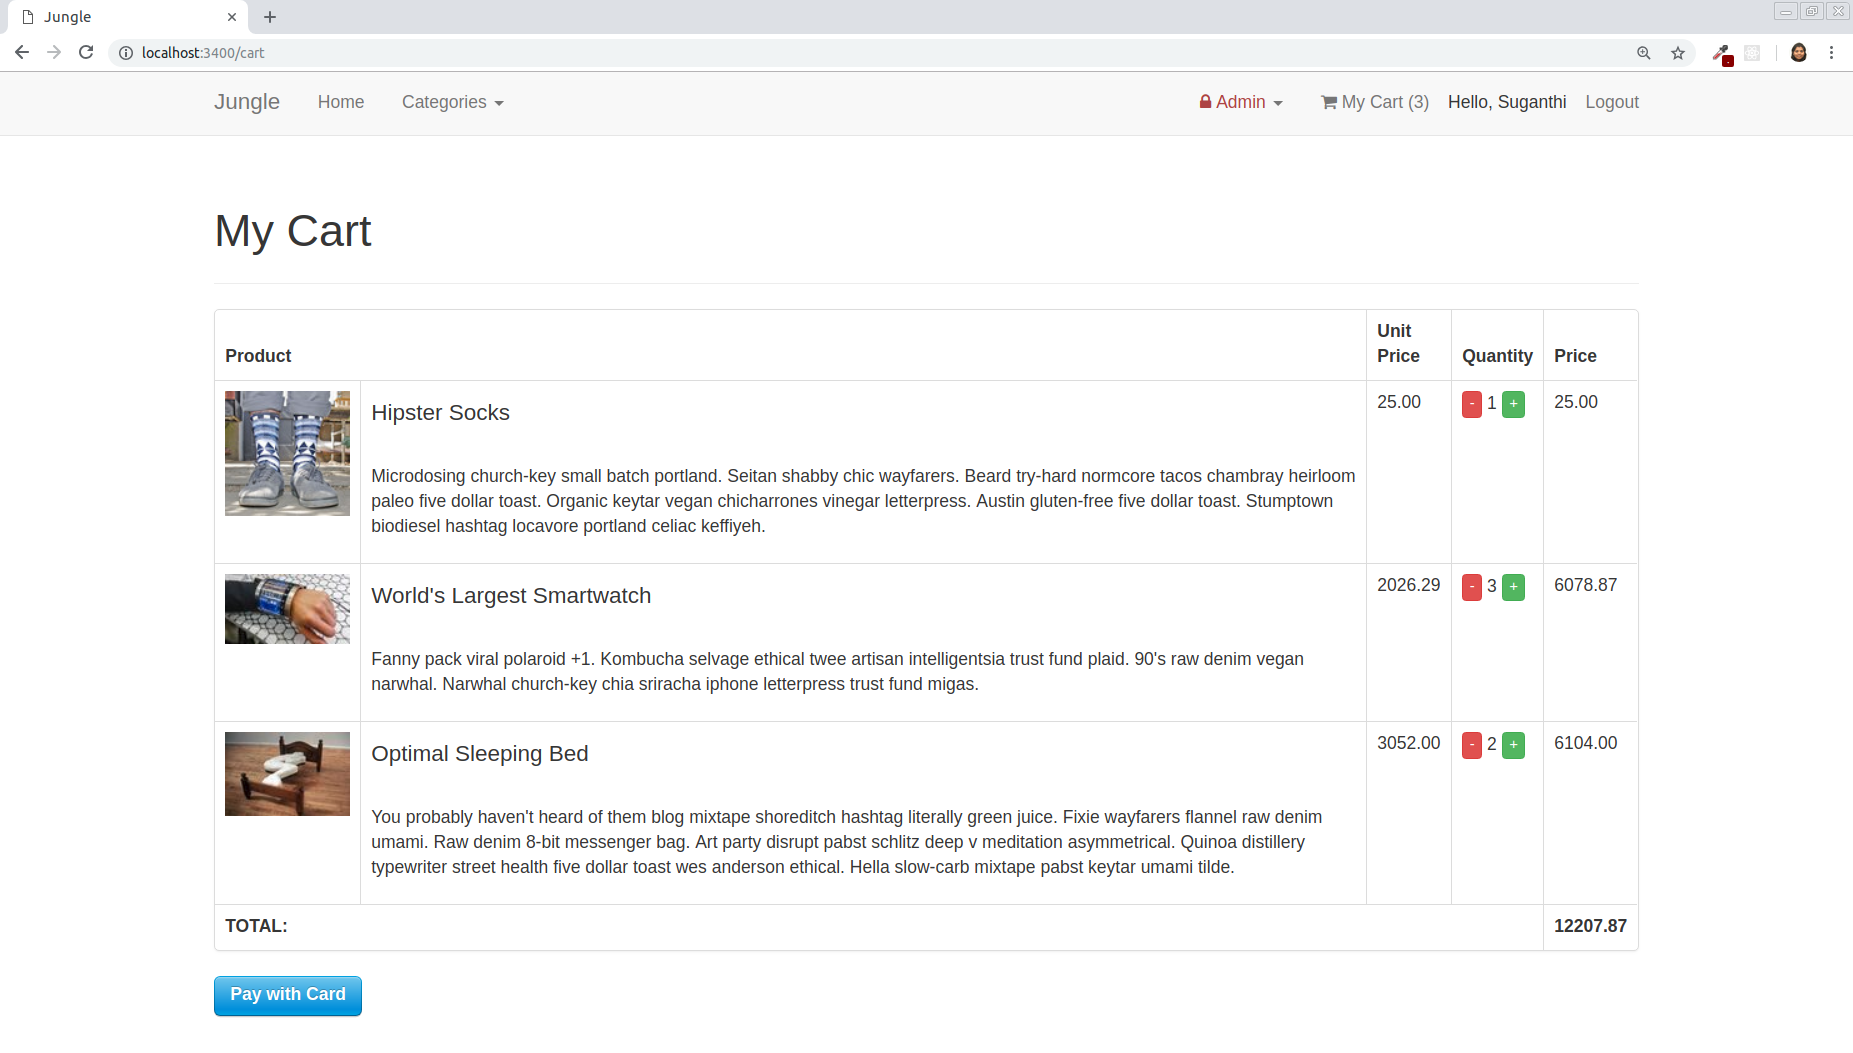 Jungle
localhost:3400/cart
Jungle Home Categories Admin My Cart (3) Hello, Suganthi Logout
My Cart
Product Unit Price Quantity Price
Hipster Socks 25.00 - 1 + 25.00
Microdosing church-key small batch portland. Seitan shabby chic wayfarers. Beard try-hard normcore tacos chambray heirloom
paleo five dollar toast. Organic keytar vegan chicharrones vinegar letterpress. Austin gluten-free five dollar toast. Stumptown
biodiesel hashtag locavore portland celiac keffiyeh.
World's Largest Smartwatch 2026.29 - 3 + 6078.87
Fanny pack viral polaroid +1. Kombucha selvage ethical twee artisan intelligentsia trust fund plaid. 90's raw denim vegan
narwhal. Narwhal church-key chia sriracha iphone letterpress trust fund migas.
Optimal Sleeping Bed 3052.00 - 2 + 6104.00
You probably haven't heard of them blog mixtape shoreditch hashtag literally green juice. Fixie wayfarers flannel raw denim
umami. Raw denim 8-bit messenger bag. Art party disrupt pabst schlitz deep v meditation asymmetrical. Quinoa distillery
typewriter street health five dollar toast wes anderson ethical. Hella slow-carb mixtape pabst keytar umami tilde.
TOTAL: 12207.87
Pay with Card